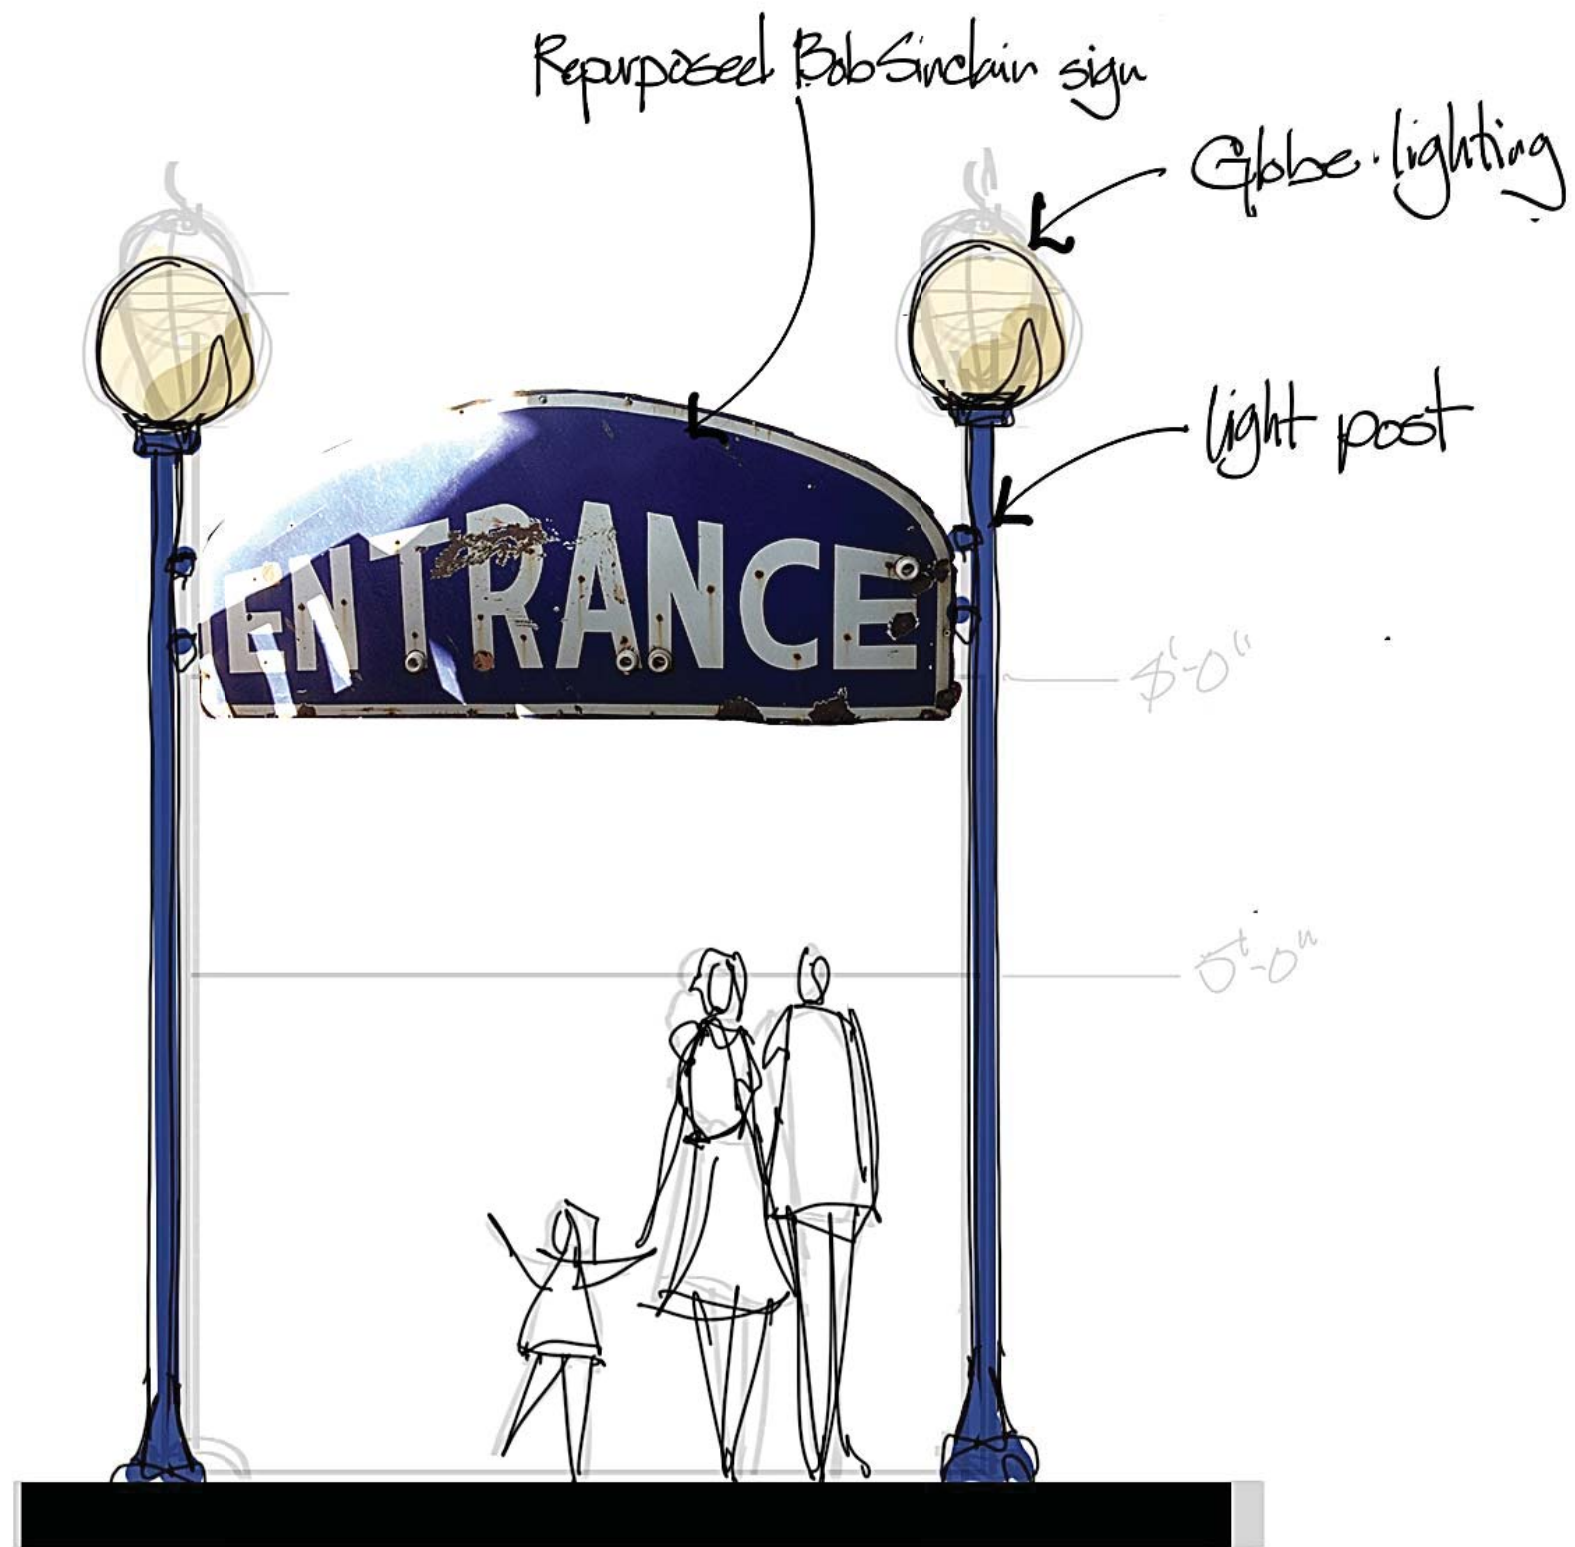 Repurposed Bob Sinclair sign
Globe lighting
light post
ENTRANCE
8'-0"
5'-0"